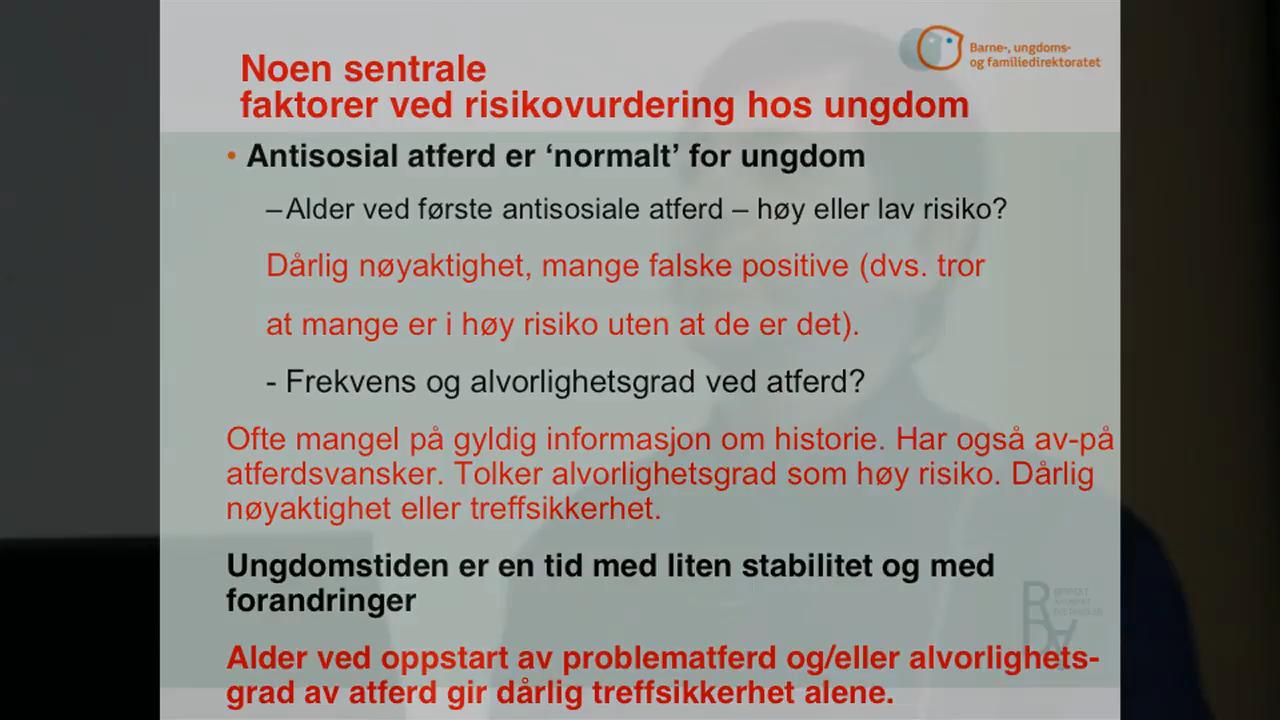 Barne-, ungdoms-
og familiedirektoratet
Noen sentrale
faktorer ved risikovurdering hos ungdom
• Antisosial atferd er ‘normalt’ for ungdom
–Alder ved første antisosiale atferd – høy eller lav risiko?
Dårlig nøyaktighet, mange falske positive (dvs. tror
at mange er i høy risiko uten at de er det).
- Frekvens og alvorlighetsgrad ved atferd?
Ofte mangel på gyldig informasjon om historie. Har også av-på
atferdsvansker. Tolker alvorlighetsgrad som høy risiko. Dårlig
nøyaktighet eller treffsikkerhet.
Ungdomstiden er en tid med liten stabilitet og med
forandringer
Alder ved oppstart av problematferd og/eller alvorlighets-
grad av atferd gir dårlig treffsikkerhet alene.